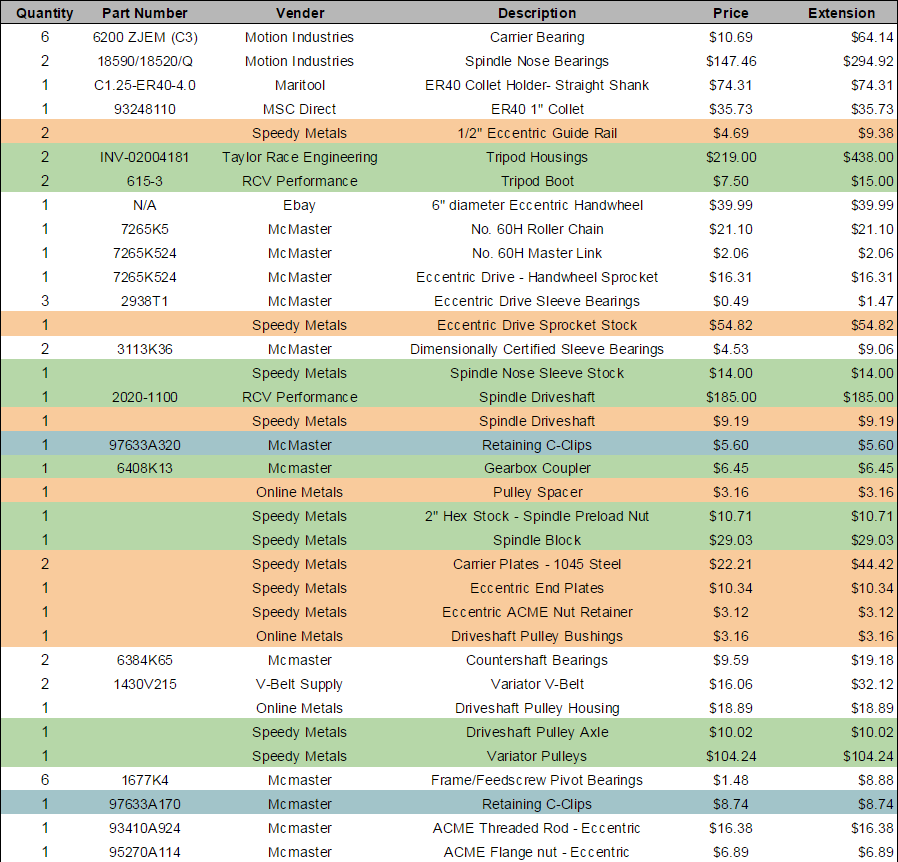 Quantity Part Number Vender Description Price Extension
6 6200 ZJEM (C3) Motion Industries Carrier Bearing $10.69 $64.14
2 18590/18520/Q Motion Industries Spindle Nose Bearings $147.46 $294.92
1 C1.25-ER40-4.0 Maritool ER40 Collet Holder- Straight Shank $74.31 $74.31
1 93248110 MSC Direct ER40 1" Collet $35.73 $35.73
2 Speedy Metals 1/2" Eccentric Guide Rail $4.69 $9.38
2 INV-02004181 Taylor Race Engineering Tripod Housings $219.00 $438.00
2 615-3 RCV Performance Tripod Boot $7.50 $15.00
1 N/A Ebay 6" diameter Eccentric Handwheel $39.99 $39.99
1 7265K5 McMaster No. 60H Roller Chain $21.10 $21.10
1 7265K524 McMaster No. 60H Master Link $2.06 $2.06
1 7265K524 McMaster Eccentric Drive - Handwheel Sprocket $16.31 $16.31
3 2938T1 McMaster Eccentric Drive Sleeve Bearings $0.49 $1.47
1 Speedy Metals Eccentric Drive Sprocket Stock $54.82 $54.82
2 3113K36 McMaster Dimensionally Certified Sleeve Bearings $4.53 $9.06
1 Speedy Metals Spindle Nose Sleeve Stock $14.00 $14.00
1 2020-1100 RCV Performance Spindle Driveshaft $185.00 $185.00
1 Speedy Metals Spindle Driveshaft $9.19 $9.19
1 97633A320 McMaster Retaining C-Clips $5.60 $5.60
1 6408K13 Mcmaster Gearbox Coupler $6.45 $6.45
1 Online Metals Pulley Spacer $3.16 $3.16
1 Speedy Metals 2" Hex Stock - Spindle Preload Nut $10.71 $10.71
1 Speedy Metals Spindle Block $29.03 $29.03
2 Speedy Metals Carrier Plates - 1045 Steel $22.21 $44.42
1 Speedy Metals Eccentric End Plates $10.34 $10.34
1 Speedy Metals Eccentric ACME Nut Retainer $3.12 $3.12
1 Online Metals Driveshaft Pulley Bushings $3.16 $3.16
2 6384K65 Mcmaster Countershaft Bearings $9.59 $19.18
2 1430V215 V-Belt Supply Variator V-Belt $16.06 $32.12
1 Online Metals Driveshaft Pulley Housing $18.89 $18.89
1 Speedy Metals Driveshaft Pulley Axle $10.02 $10.02
1 Speedy Metals Variator Pulleys $104.24 $104.24
6 1677K4 Mcmaster Frame/Feedscrew Pivot Bearings $1.48 $8.88
1 97633A170 Mcmaster Retaining C-Clips $8.74 $8.74
1 93410A924 Mcmaster ACME Threaded Rod - Eccentric $16.38 $16.38
1 95270A114 Mcmaster ACME Flange nut - Eccentric $6.89 $6.89